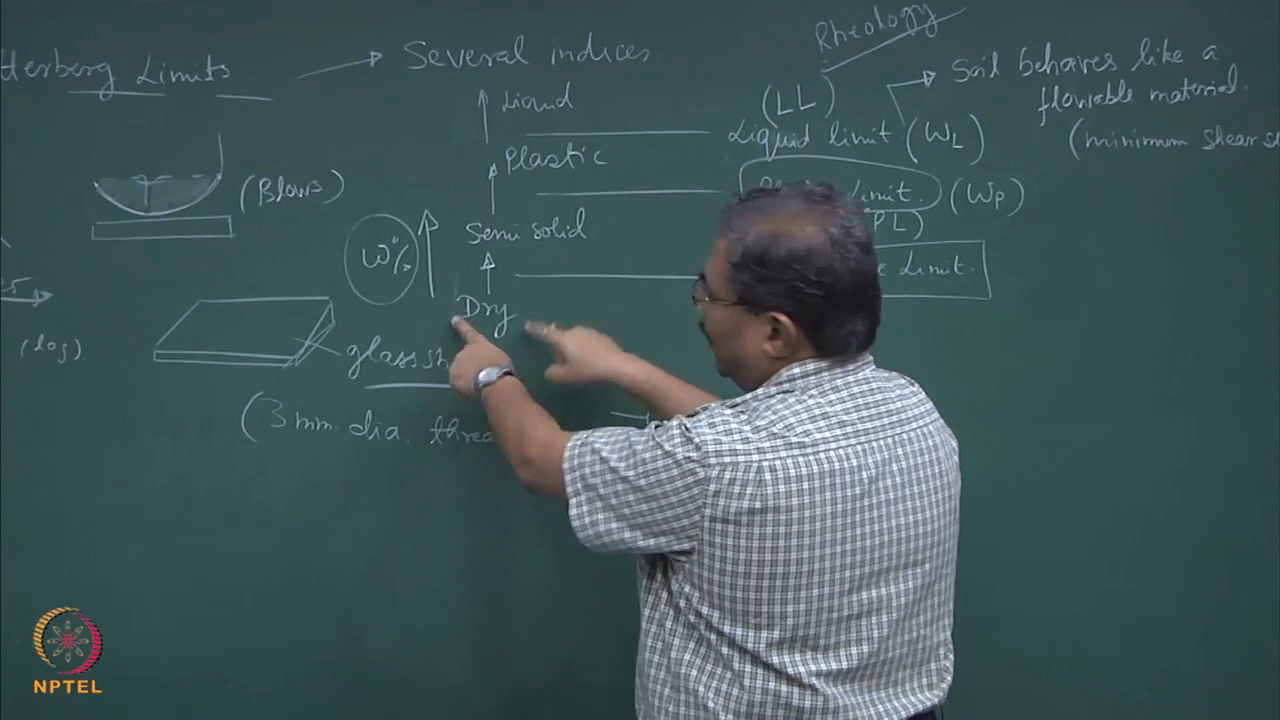 tterberg Limits
Several indices
Rheology
Liquid
(LL)
Liquid limit (WL)
Soil behaves like a
flowable material.
(minimum shear s
Plastic
(Blows)
imit. (WP)
PL)
Semi solid
W%
Limit.
Dry
(log)
glass sh
(3 mm dia. threa
NPTEL